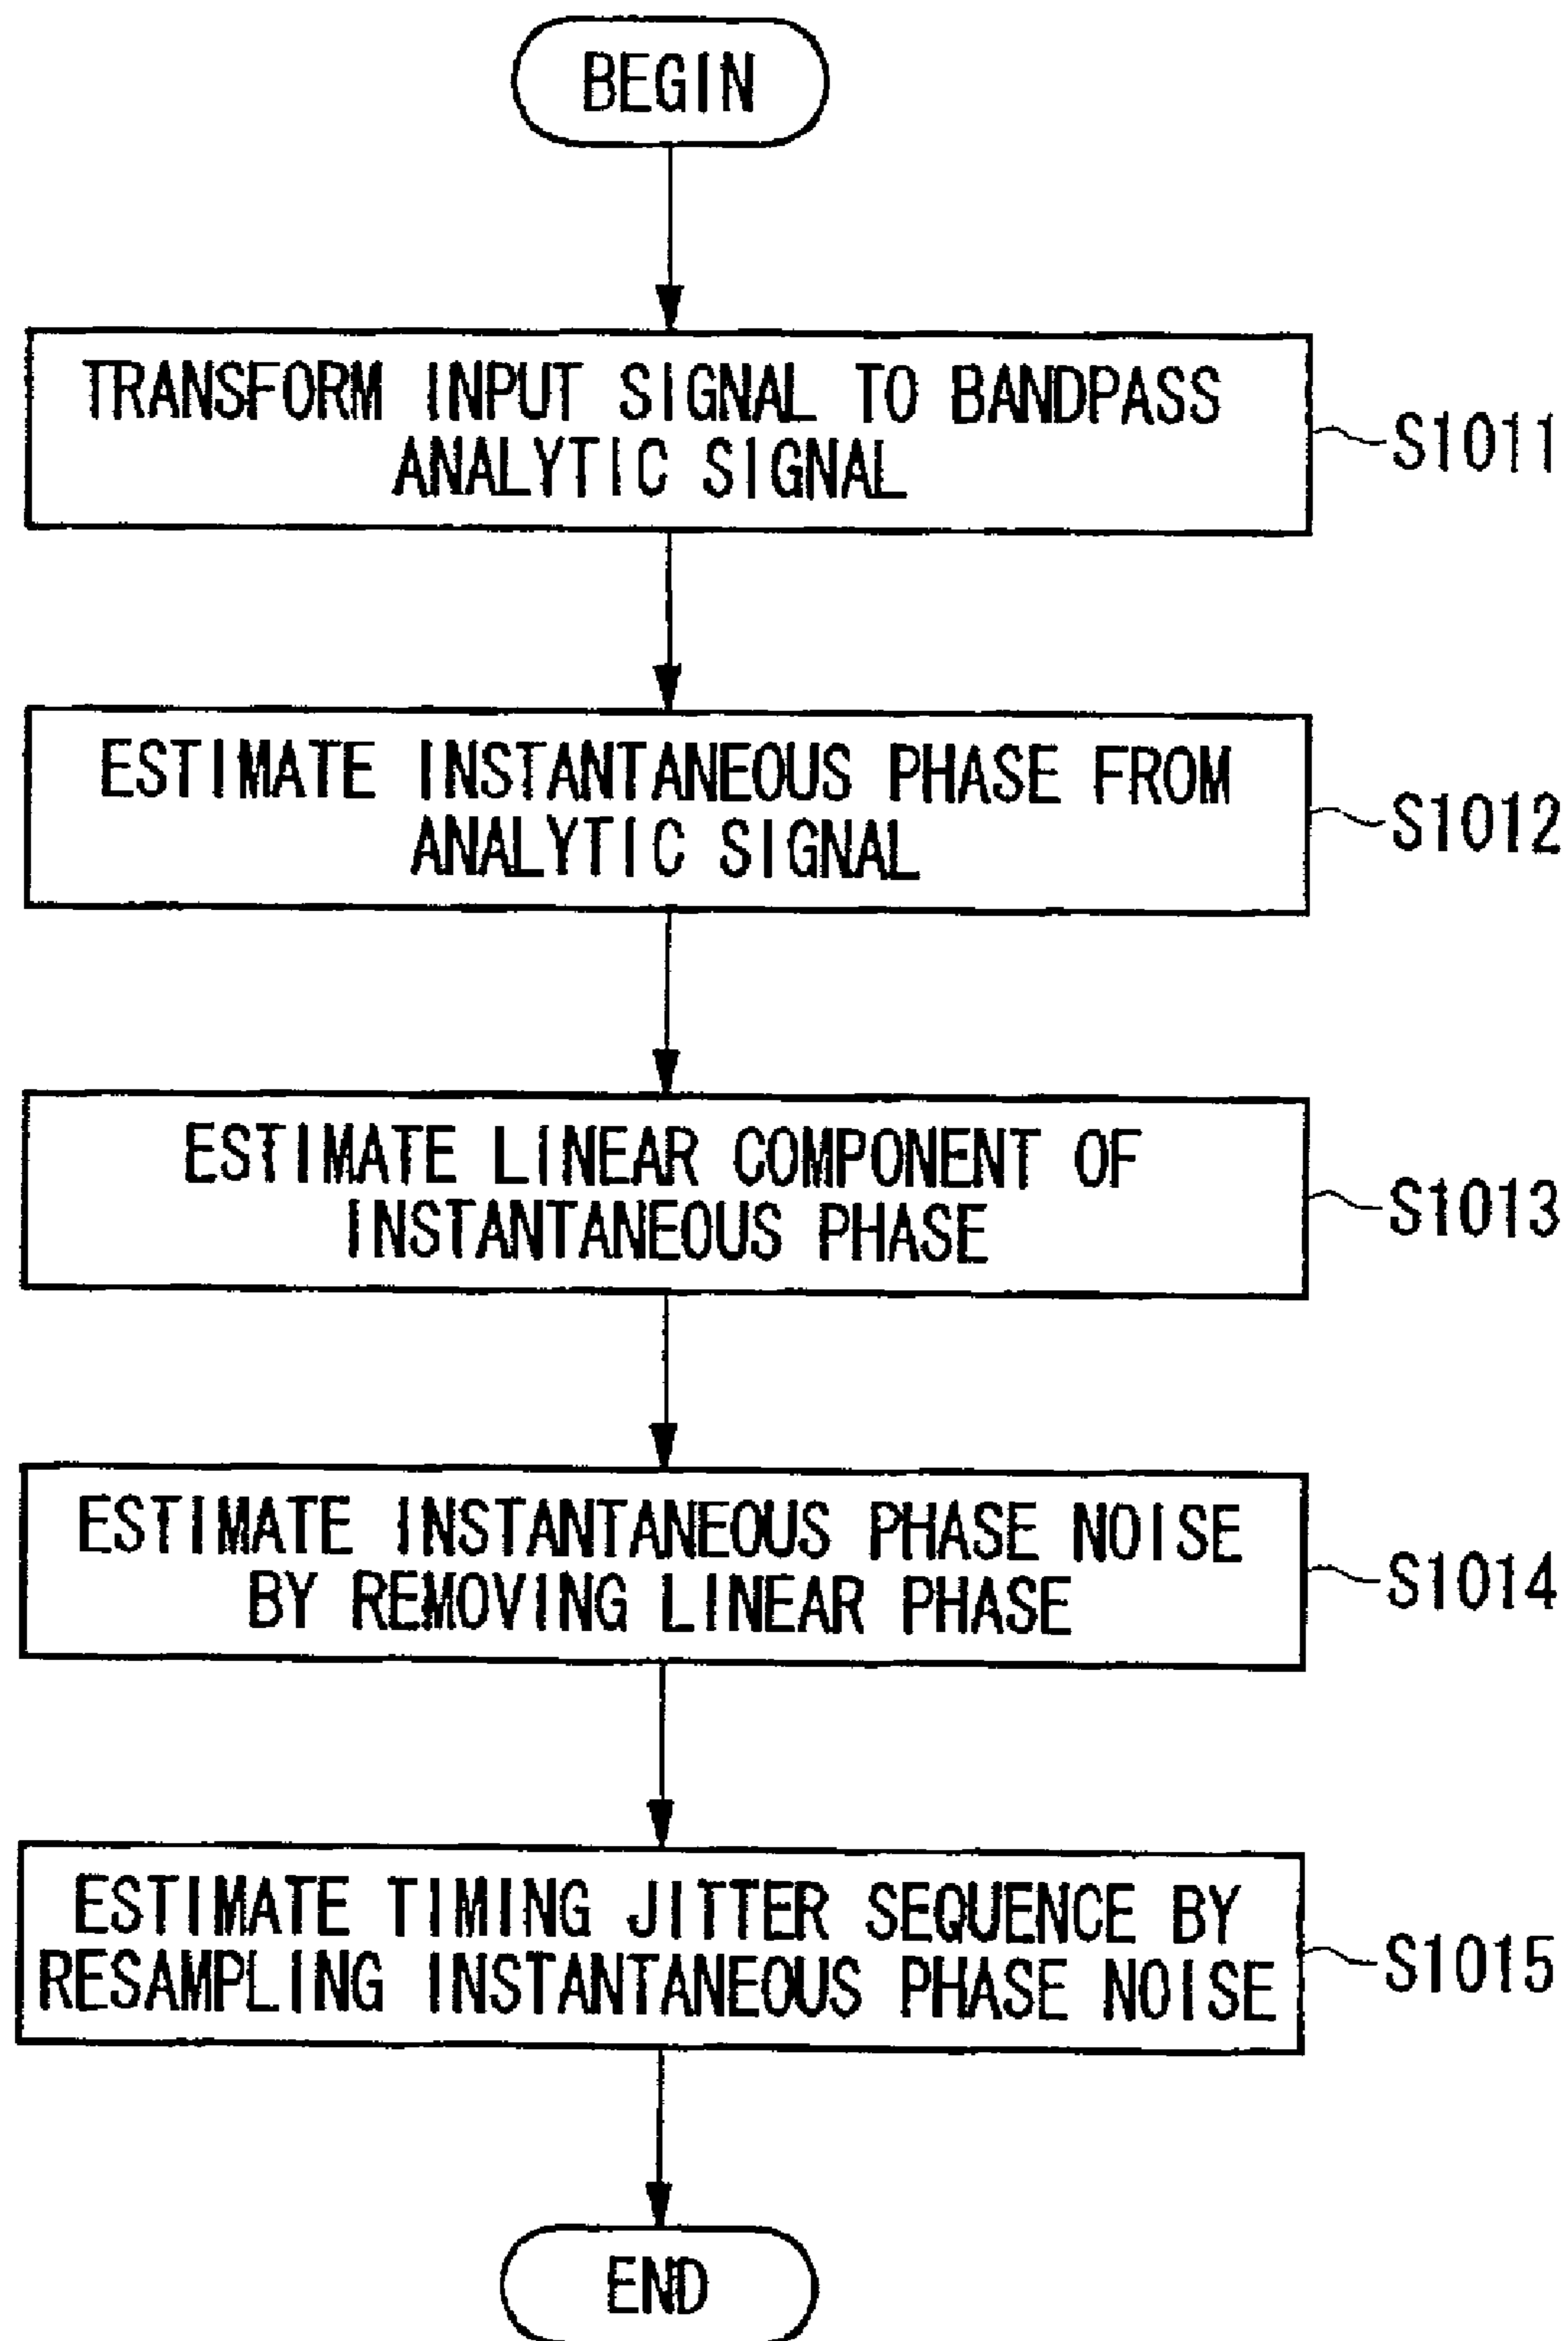 BEGIN
TRANSFORM INPUT SIGNAL TO BANDPASS
ANALYTIC SIGNAL
S1011
ESTIMATE INSTANTANEOUS PHASE FROM
ANALYTIC SIGNAL
S1012
ESTIMATE LINEAR COMPONENT OF
INSTANTANEOUS PHASE
S1013
ESTIMATE INSTANTANEOUS PHASE NOISE
BY REMOVING LINEAR PHASE
S1014
ESTIMATE TIMING JITTER SEQUENCE BY
RESAMPLING INSTANTANEOUS PHASE NOISE
S1015
END